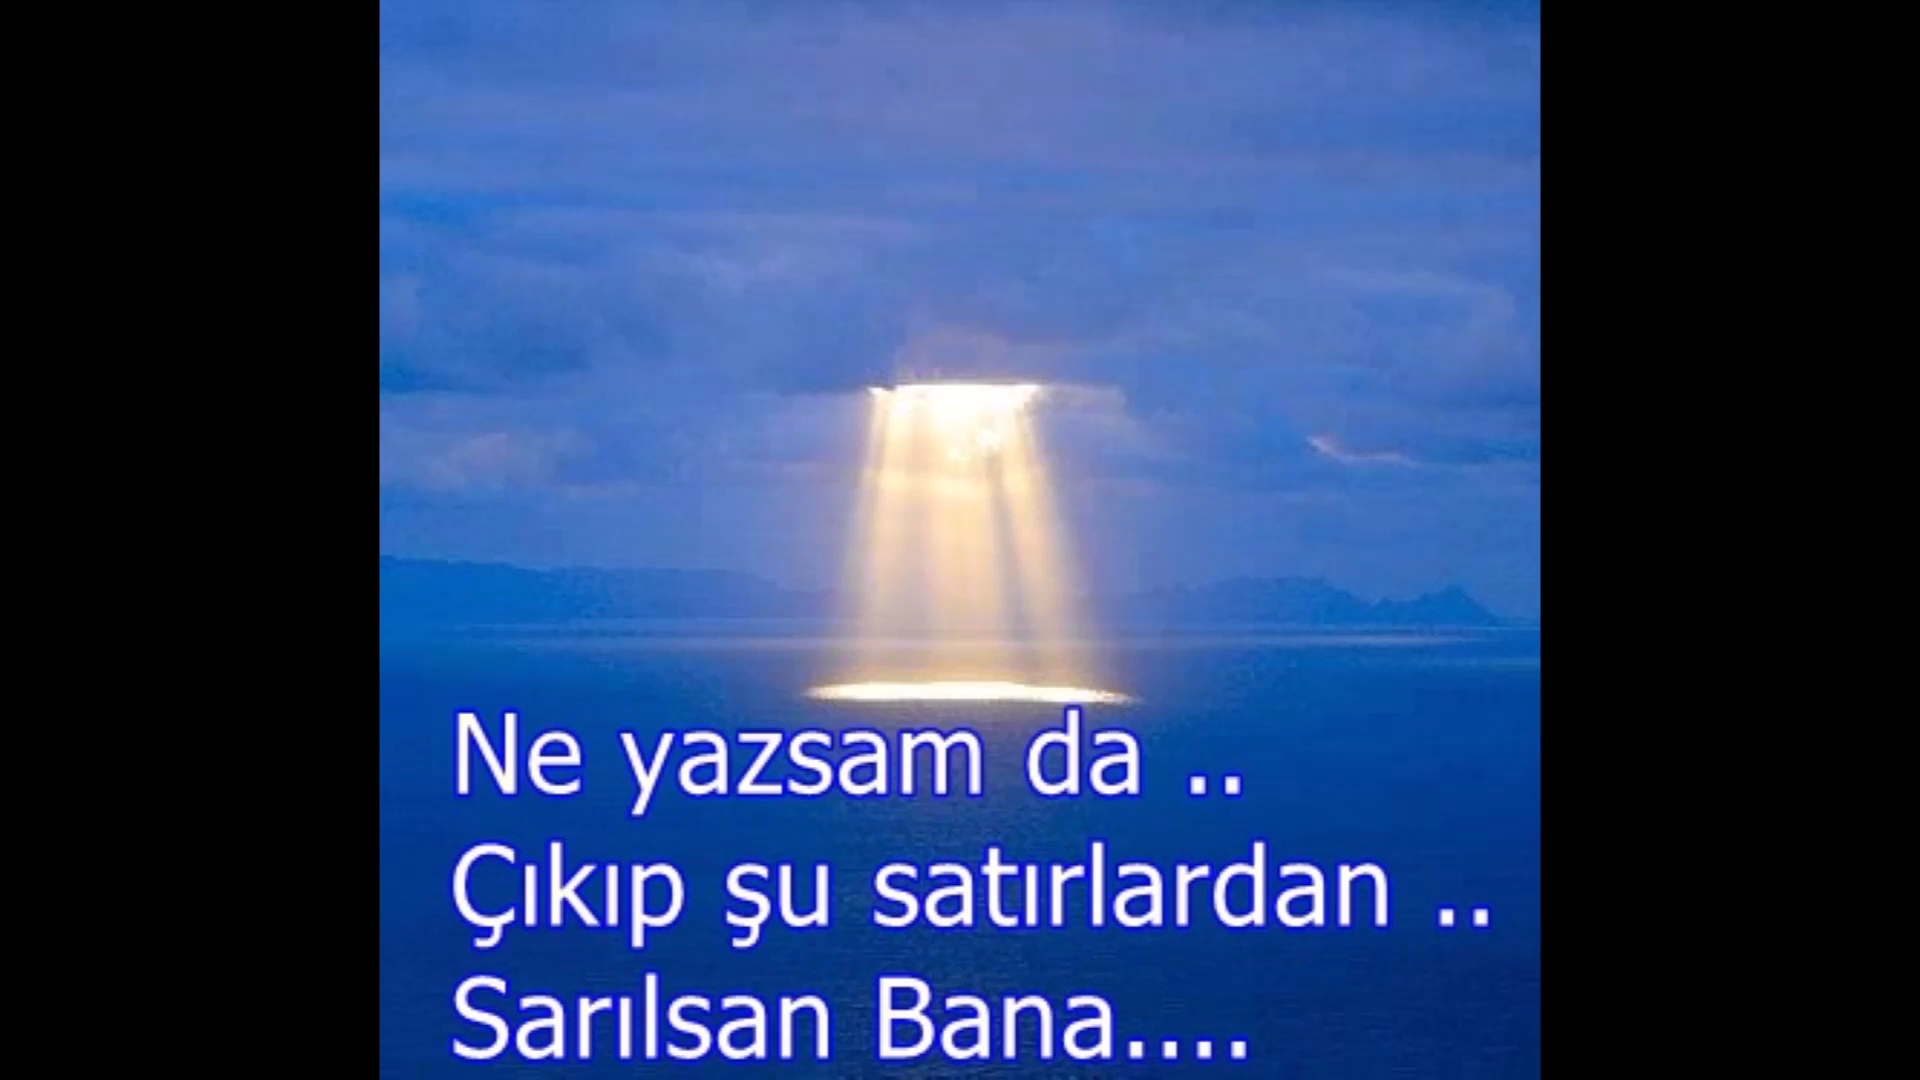 Ne yazsam da ..
Çıkıp şu satırlardan ..
Sarılsan Bana....